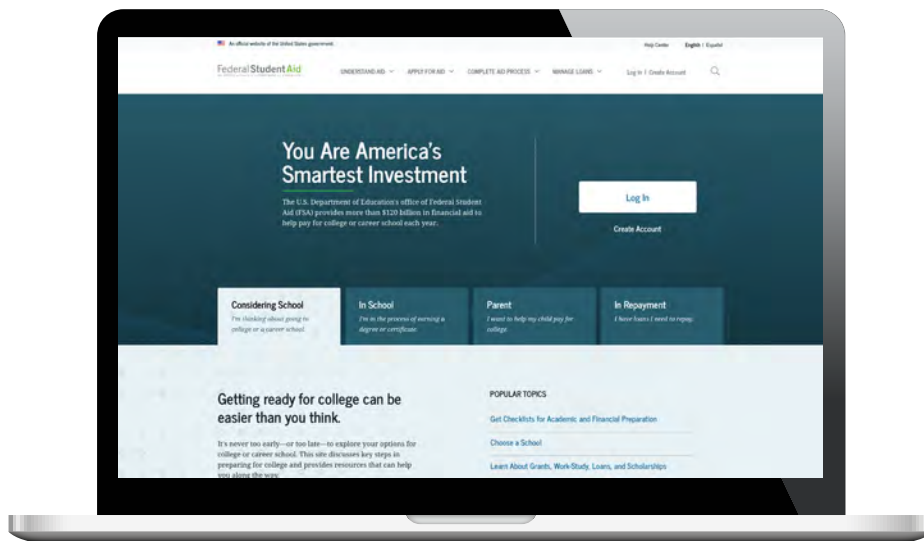 An official website of the United States government.
Help Center English | Español
Federal Student Aid
UNDERSTAND AID APPLY FOR AID COMPLETE AID PROCESS MANAGE LOANS Log In | Create Account
You Are America's
Smartest Investment
The U.S. Department of Education's office of Federal Student
Aid (FSA) provides more than $120 billion in financial aid to
help pay for college or career school each year.
Log In
Create Account
Considering School
I'm thinking about going to
college or a career school.
In School
I'm in the process of earning a
degree or certificate.
Parent
I want to help my child pay for
college.
In Repayment
I have loans I need to repay.
Getting ready for college can be
easier than you think.
It's never too early—or too late—to explore your options for
college or career school. This site discusses key steps in
preparing for college and provides resources that can help
you along the way.
POPULAR TOPICS
Get Checklists for Academic and Financial Preparation
Choose a School
Learn About Grants, Work-Study, Loans, and Scholarships